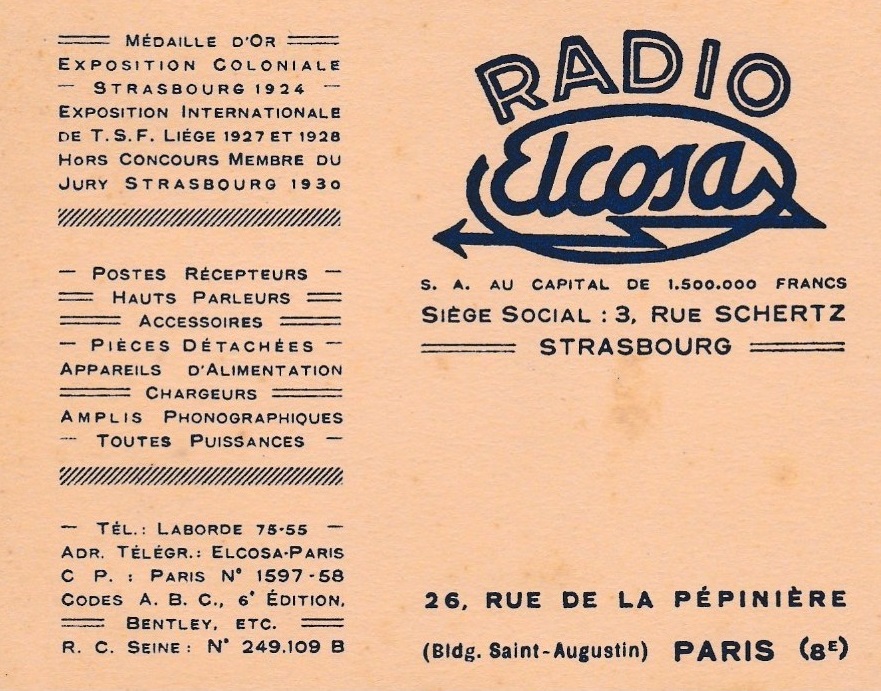 Médaille d'Or
Exposition Coloniale
Strasbourg 1924
Exposition Internationale
de T.S.F. Liége 1927 et 1928
Hors Concours Membre du
Jury Strasbourg 1930
Postes Récepteurs
Hauts Parleurs
Accessoires
Pièces Détachées
Appareils d'Alimentation
Chargeurs
Amplis Phonographiques
Toutes Puissances
Tél.: Laborde 75-55
Adr. Télégr.: Elcosa-Paris
C P. : Paris N° 1597-58
Codes A. B. C., 6e Édition,
Bentley, etc.
R. C. Seine : N° 249.109 B
RADIO
Elcosa
S. A. AU CAPITAL DE 1.500.000 FRANCS
Siège Social : 3, Rue SCHERTZ
STRASBOURG
26, RUE DE LA PÉPINIÈRE
(Bldg. Saint-Augustin) PARIS (8E)